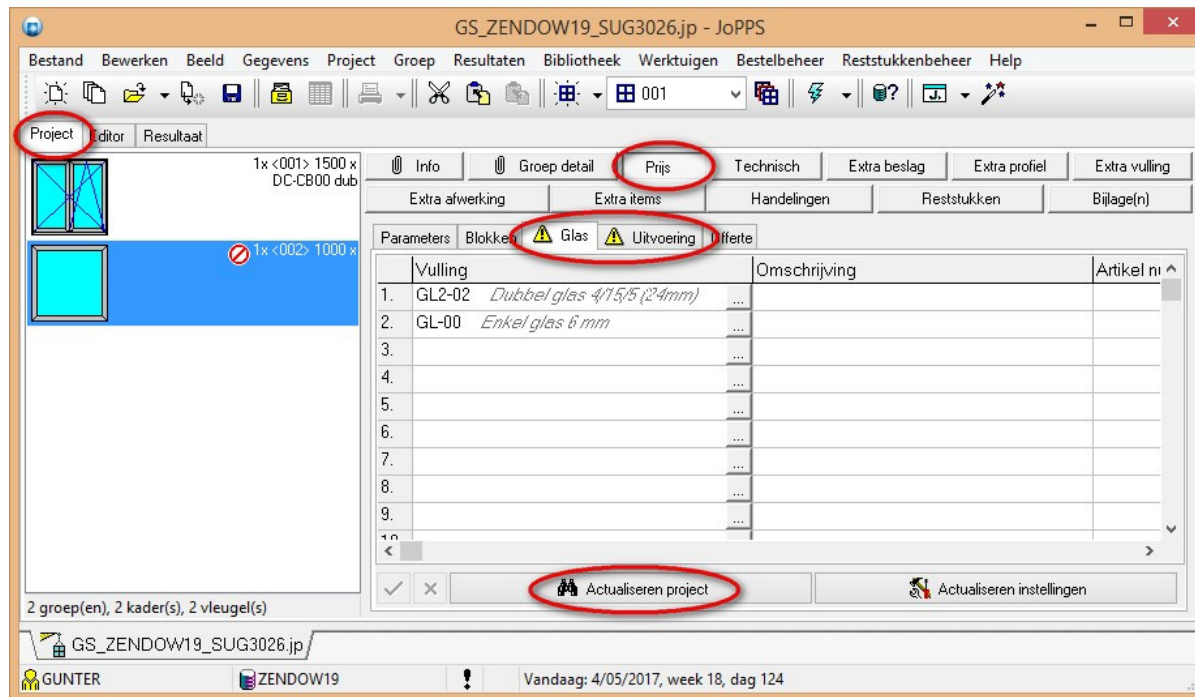 GS_ZENDOW19_SUG3026.jp - JoPPS
Bestand Bewerken Beeld Gegevens Project Groep Resultaten Bibliotheek Werktuigen Bestelbeheer Reststukkenbeheer Help
001
Project Editor Resultaat
1x <001> 1500 x
DC-CB00 dub
1x <002> 1000 x
Info Groep detail Prijs Technisch Extra beslag Extra profiel Extra vulling
Extra afwerking Extra items Handelingen Reststukken Bijlage(n)
Parameters Blokken Glas Uitvoering Offerte
Vulling Omschrijving Artikel
1. GL2-02 Dubbel glas 4/15/5 (24mm) ...
2. GL-00 Enkel glas 6 mm ...
3. ...
4. ...
5. ...
6. ...
7. ...
8. ...
9. ...
Actualiseren project Actualiseren instellingen
2 groep(en), 2 kader(s), 2 vleugel(s)
GS_ZENDOW19_SUG3026.jp
GUNTER ZENDOW19 Vandaag: 4/05/2017, week 18, dag 124